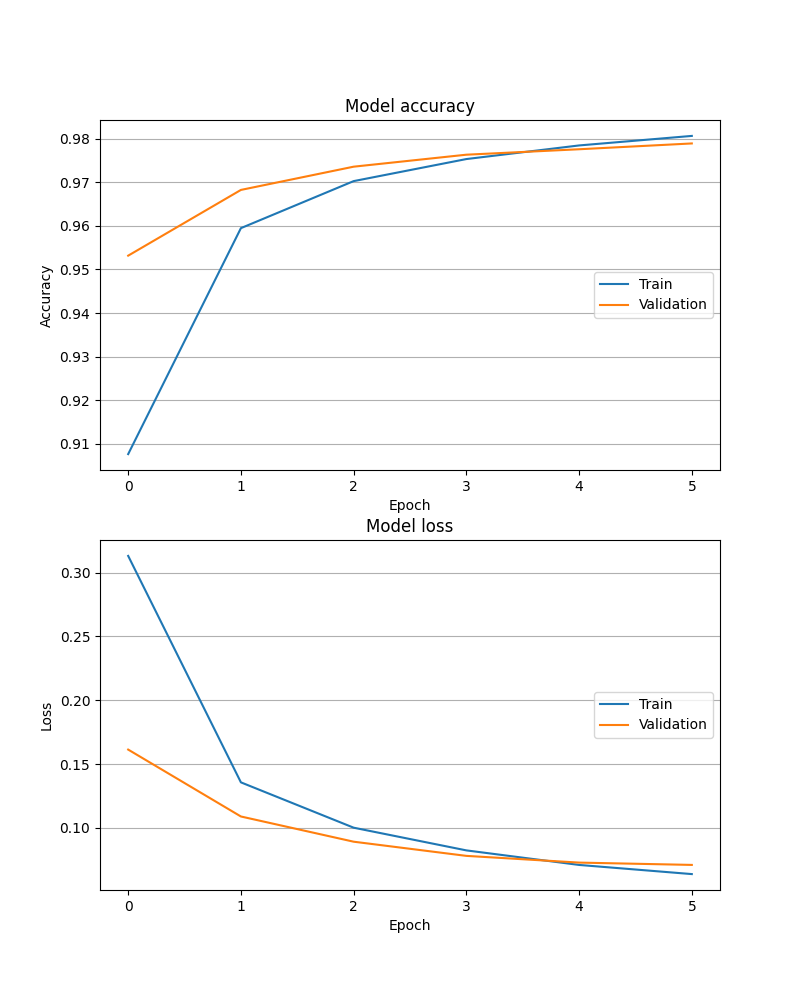 Model accuracy
0.98
0.97
0.96
0.95
0.94
0.93
0.92
0.91
Accuracy
Train
Validation
0 1 2 3 4 5
Epoch
Model loss
0.30
0.25
0.20
0.15
0.10
Loss
Train
Validation
0 1 2 3 4 5
Epoch